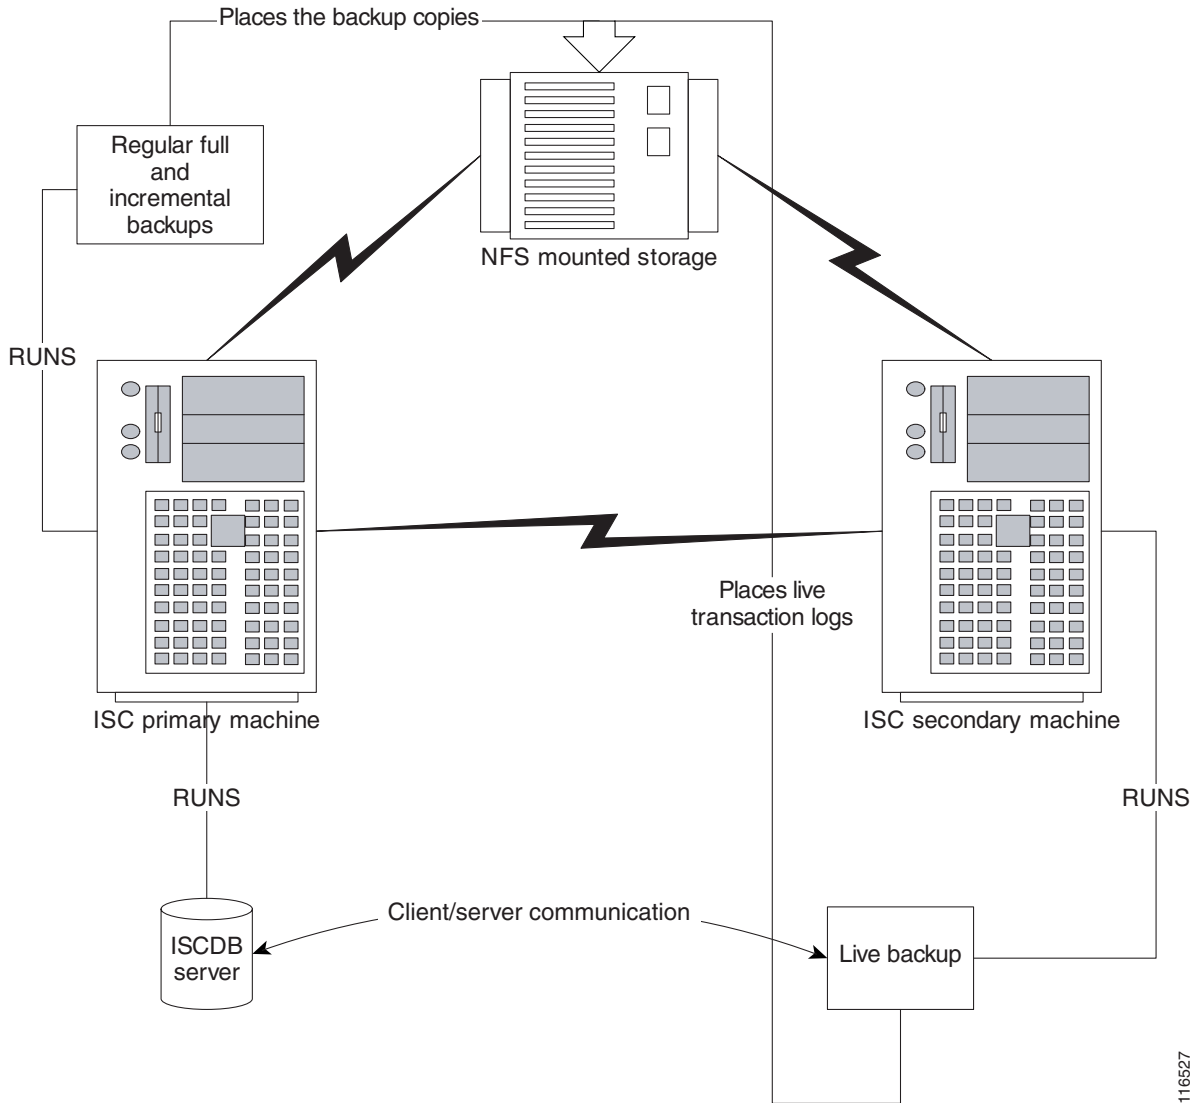 Places the backup copies
Regular full
and
incremental
backups
NFS mounted storage
RUNS
Places live
transaction logs
ISC primary machine
ISC secondary machine
RUNS
RUNS
Client/server communication
ISCDB
server
Live backup
116527